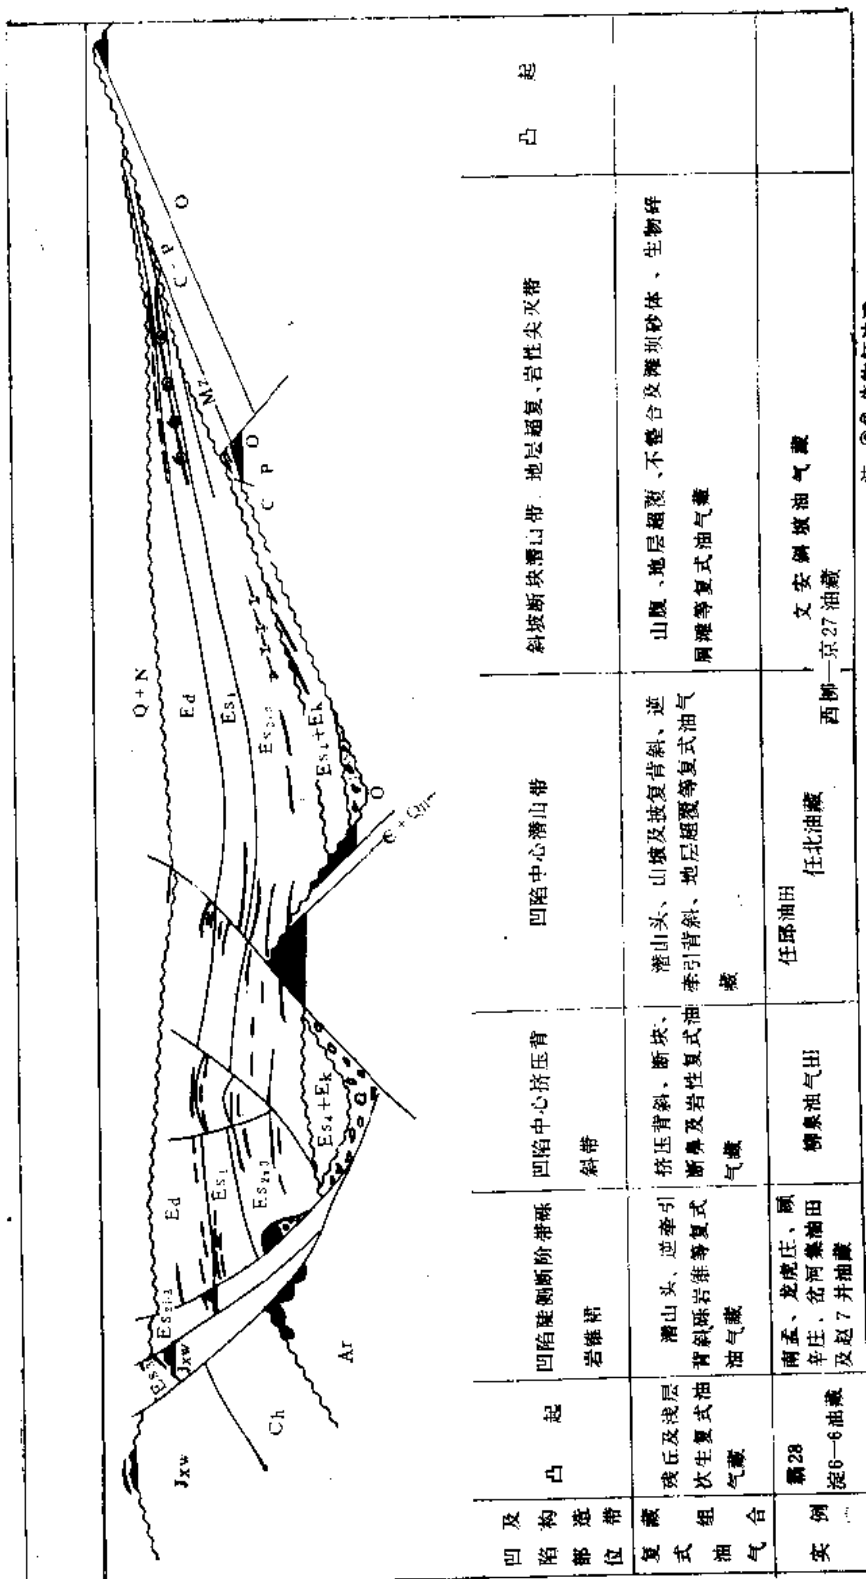 Q+N
Ed
Es₁
Es₂₊₃
Es₄+Ek
Mz
C-P
O
C-P
O
O
Ed
Es₁
Es₂₊₃
Es₄+Ek
Jxw
Jxw
Ch
Ar
凹陷及构造部位带
凸 起
凹陷陡侧断阶带砾
岩锥裙
凹陷中心挤压背
斜带
凹陷中心潜山带
斜坡断块潜山带、地层超复、岩性尖灭带
凸 起
复式油气藏组合
残丘及浅层
次生复式油
气藏
潜山头、逆牵引
背斜砾岩锥等复式
油气藏
挤压背斜、断块、
断鼻及岩性复式油
气藏
潜山头、山坡及披复背斜、逆
牵引背斜、地层超覆等复式油气
藏
山腹、地层超覆、不整合及滩坝砂体、生物碎
屑滩等复式油气藏
实 例
霸28
淀6—6油藏
南孟、龙虎庄、顾
辛庄、岔河集油田
及赵7井油藏
柳泉油气田
任邱油田
任北油藏
文安斜坡油气藏
西柳—京27油藏